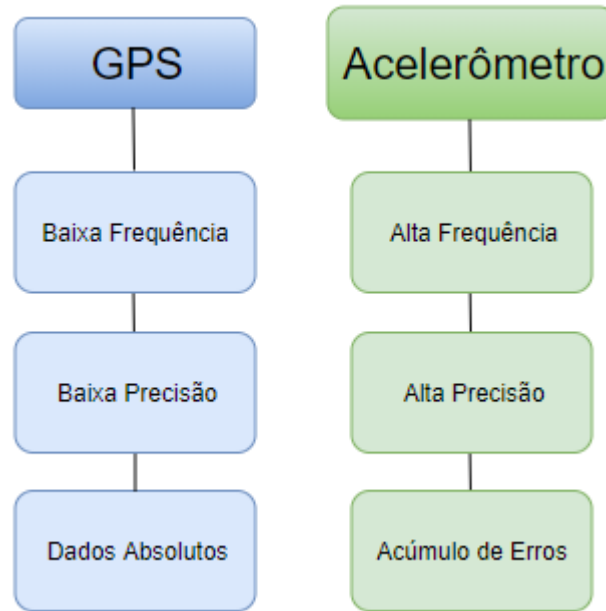 GPS
Acelerômetro
Baixa Frequência
Alta Frequência
Baixa Precisão
Alta Precisão
Dados Absolutos
Acúmulo de Erros